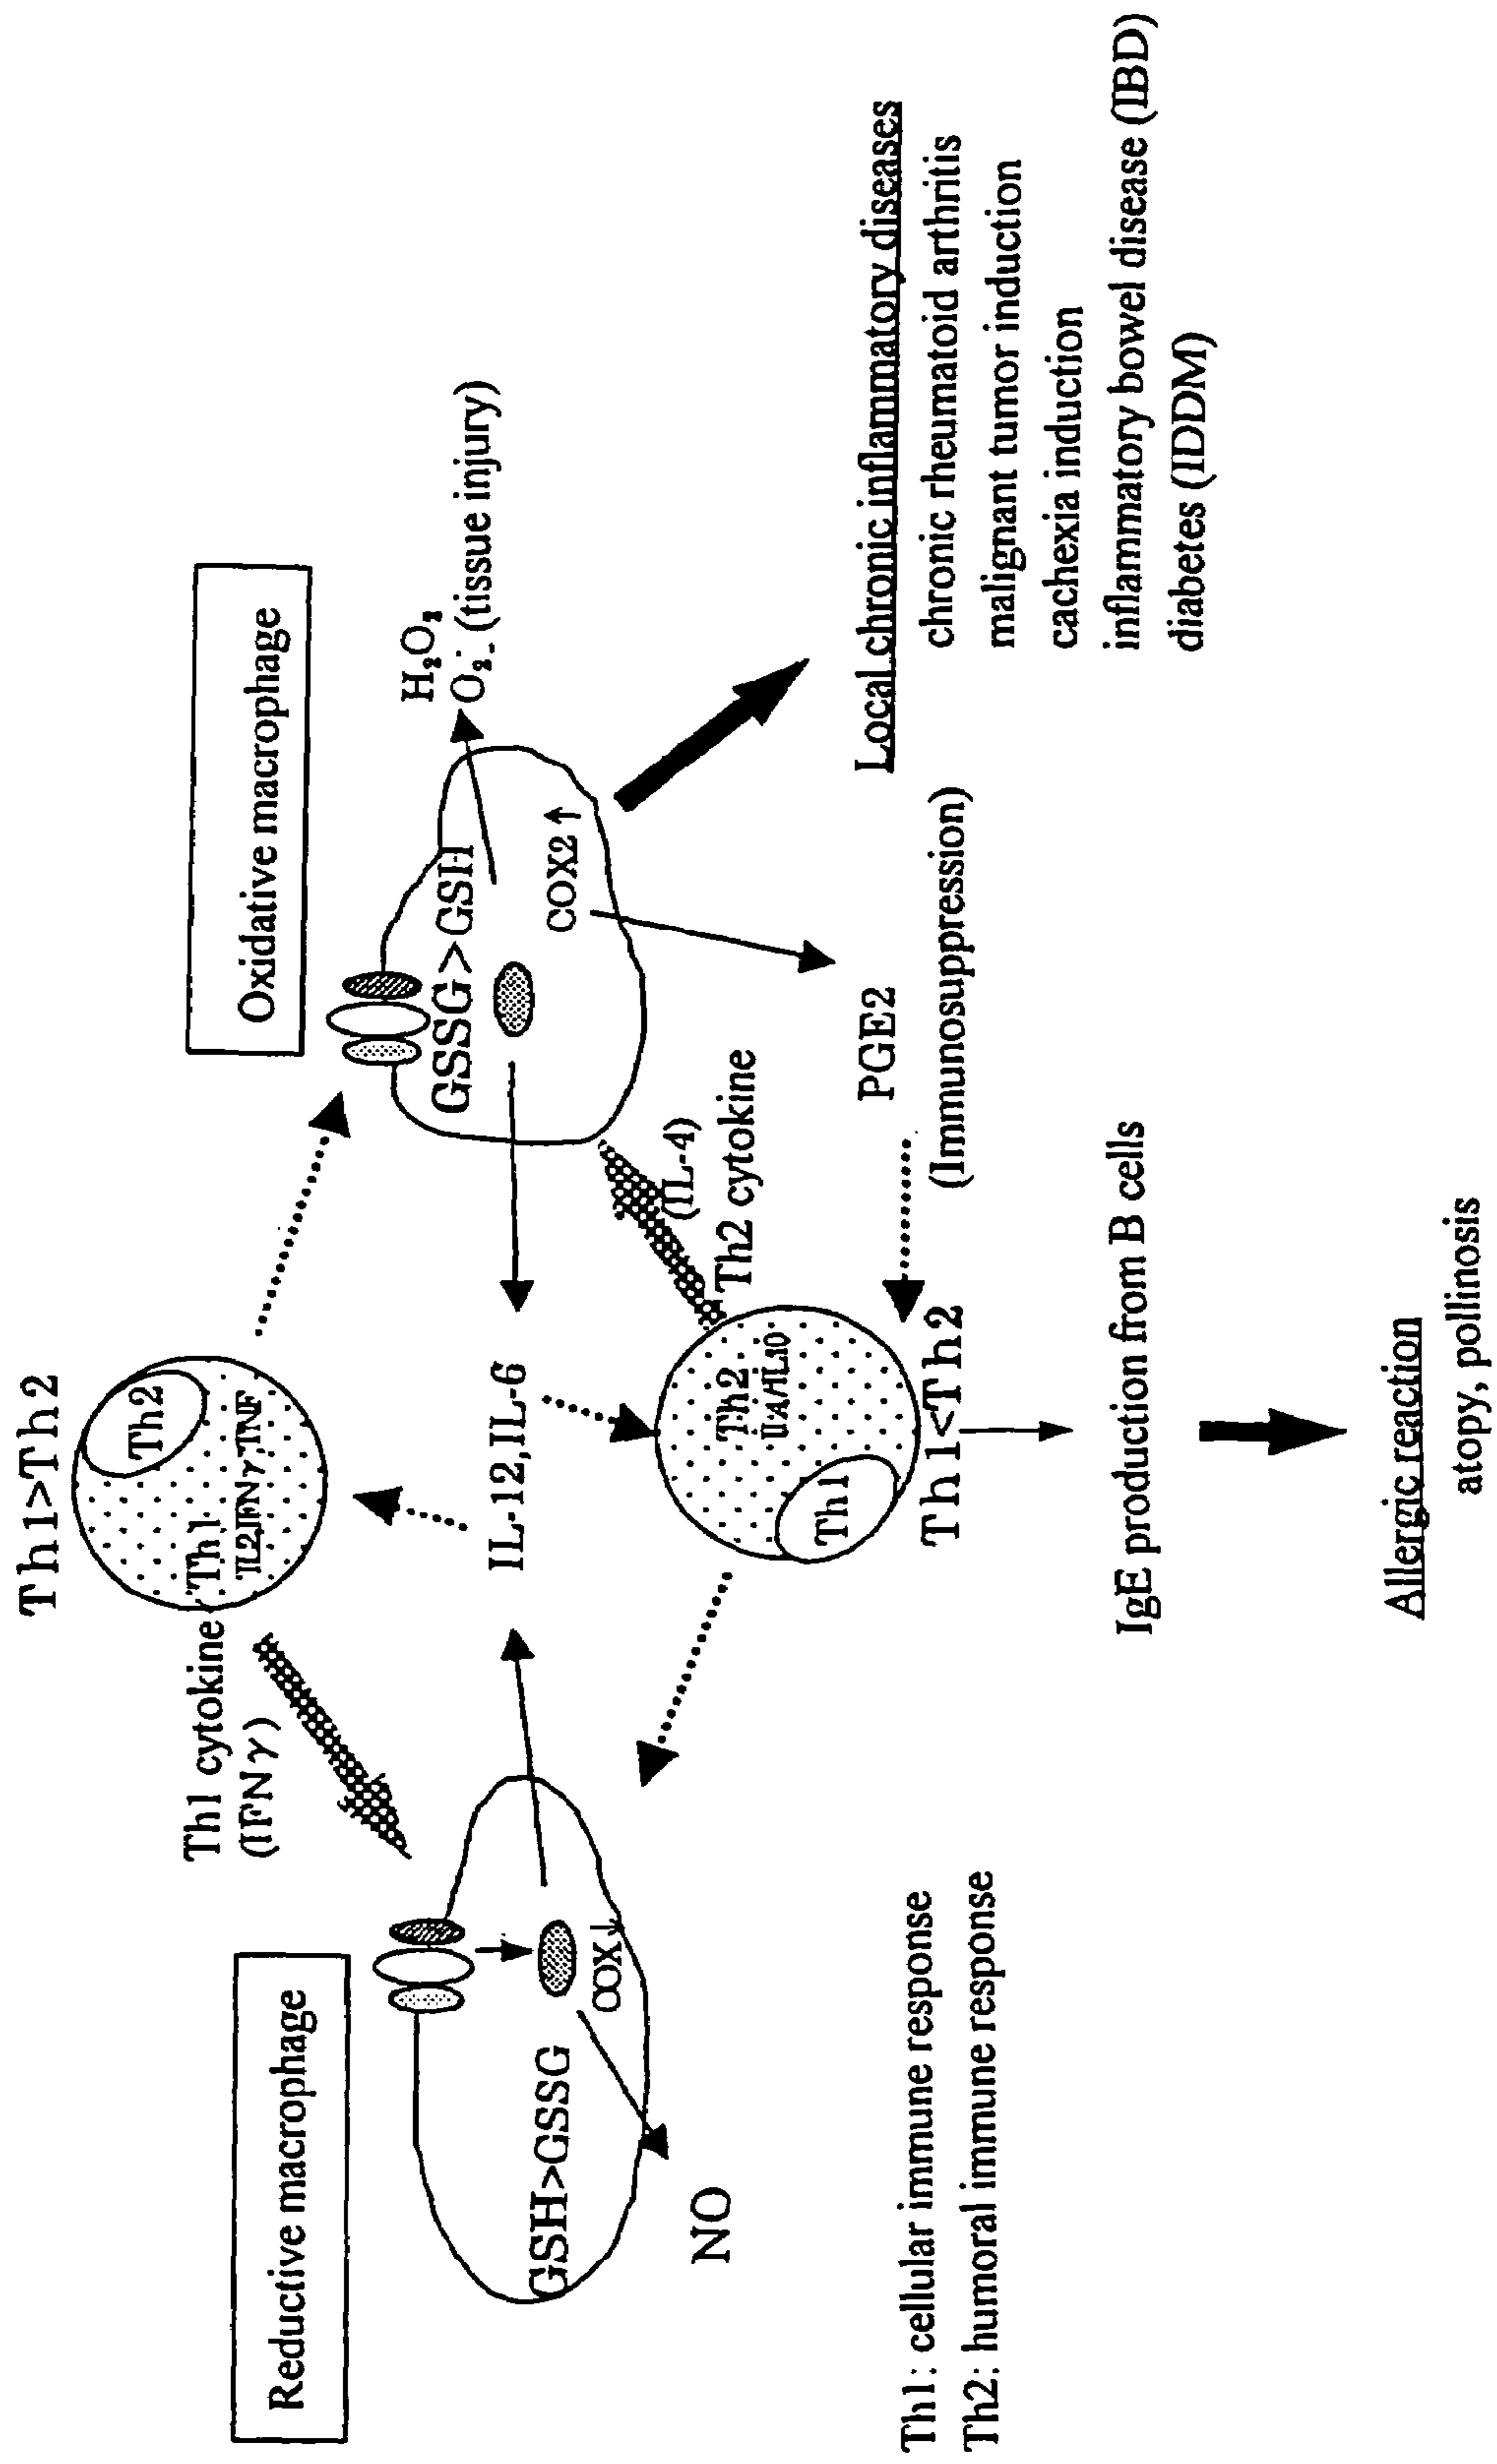 Th1>Th2
Th2
Th1
IL2,IFNγ,TNF
Th1 cytokine
(IFNγ)
Reductive macrophage
Oxidative macrophage
GSH>GSSG
COX↓
NO
IL-12,IL-6
GSSG>GSH
COX2↑
H₂O₂
O₂⁻ (tissue injury)
(IL-4)
Th2 cytokine
Th2
Th1
Th1<Th2
PGE2
(Immunosuppression)
Local chronic inflammatory diseases
chronic rheumatoid arthritis
malignant tumor induction
cachexia induction
inflammatory bowel disease (IBD)
diabetes (IDDM)
Th1: cellular immune response
Th2: humoral immune response
IgE production from B cells
Allergic reaction
atopy, pollinosis